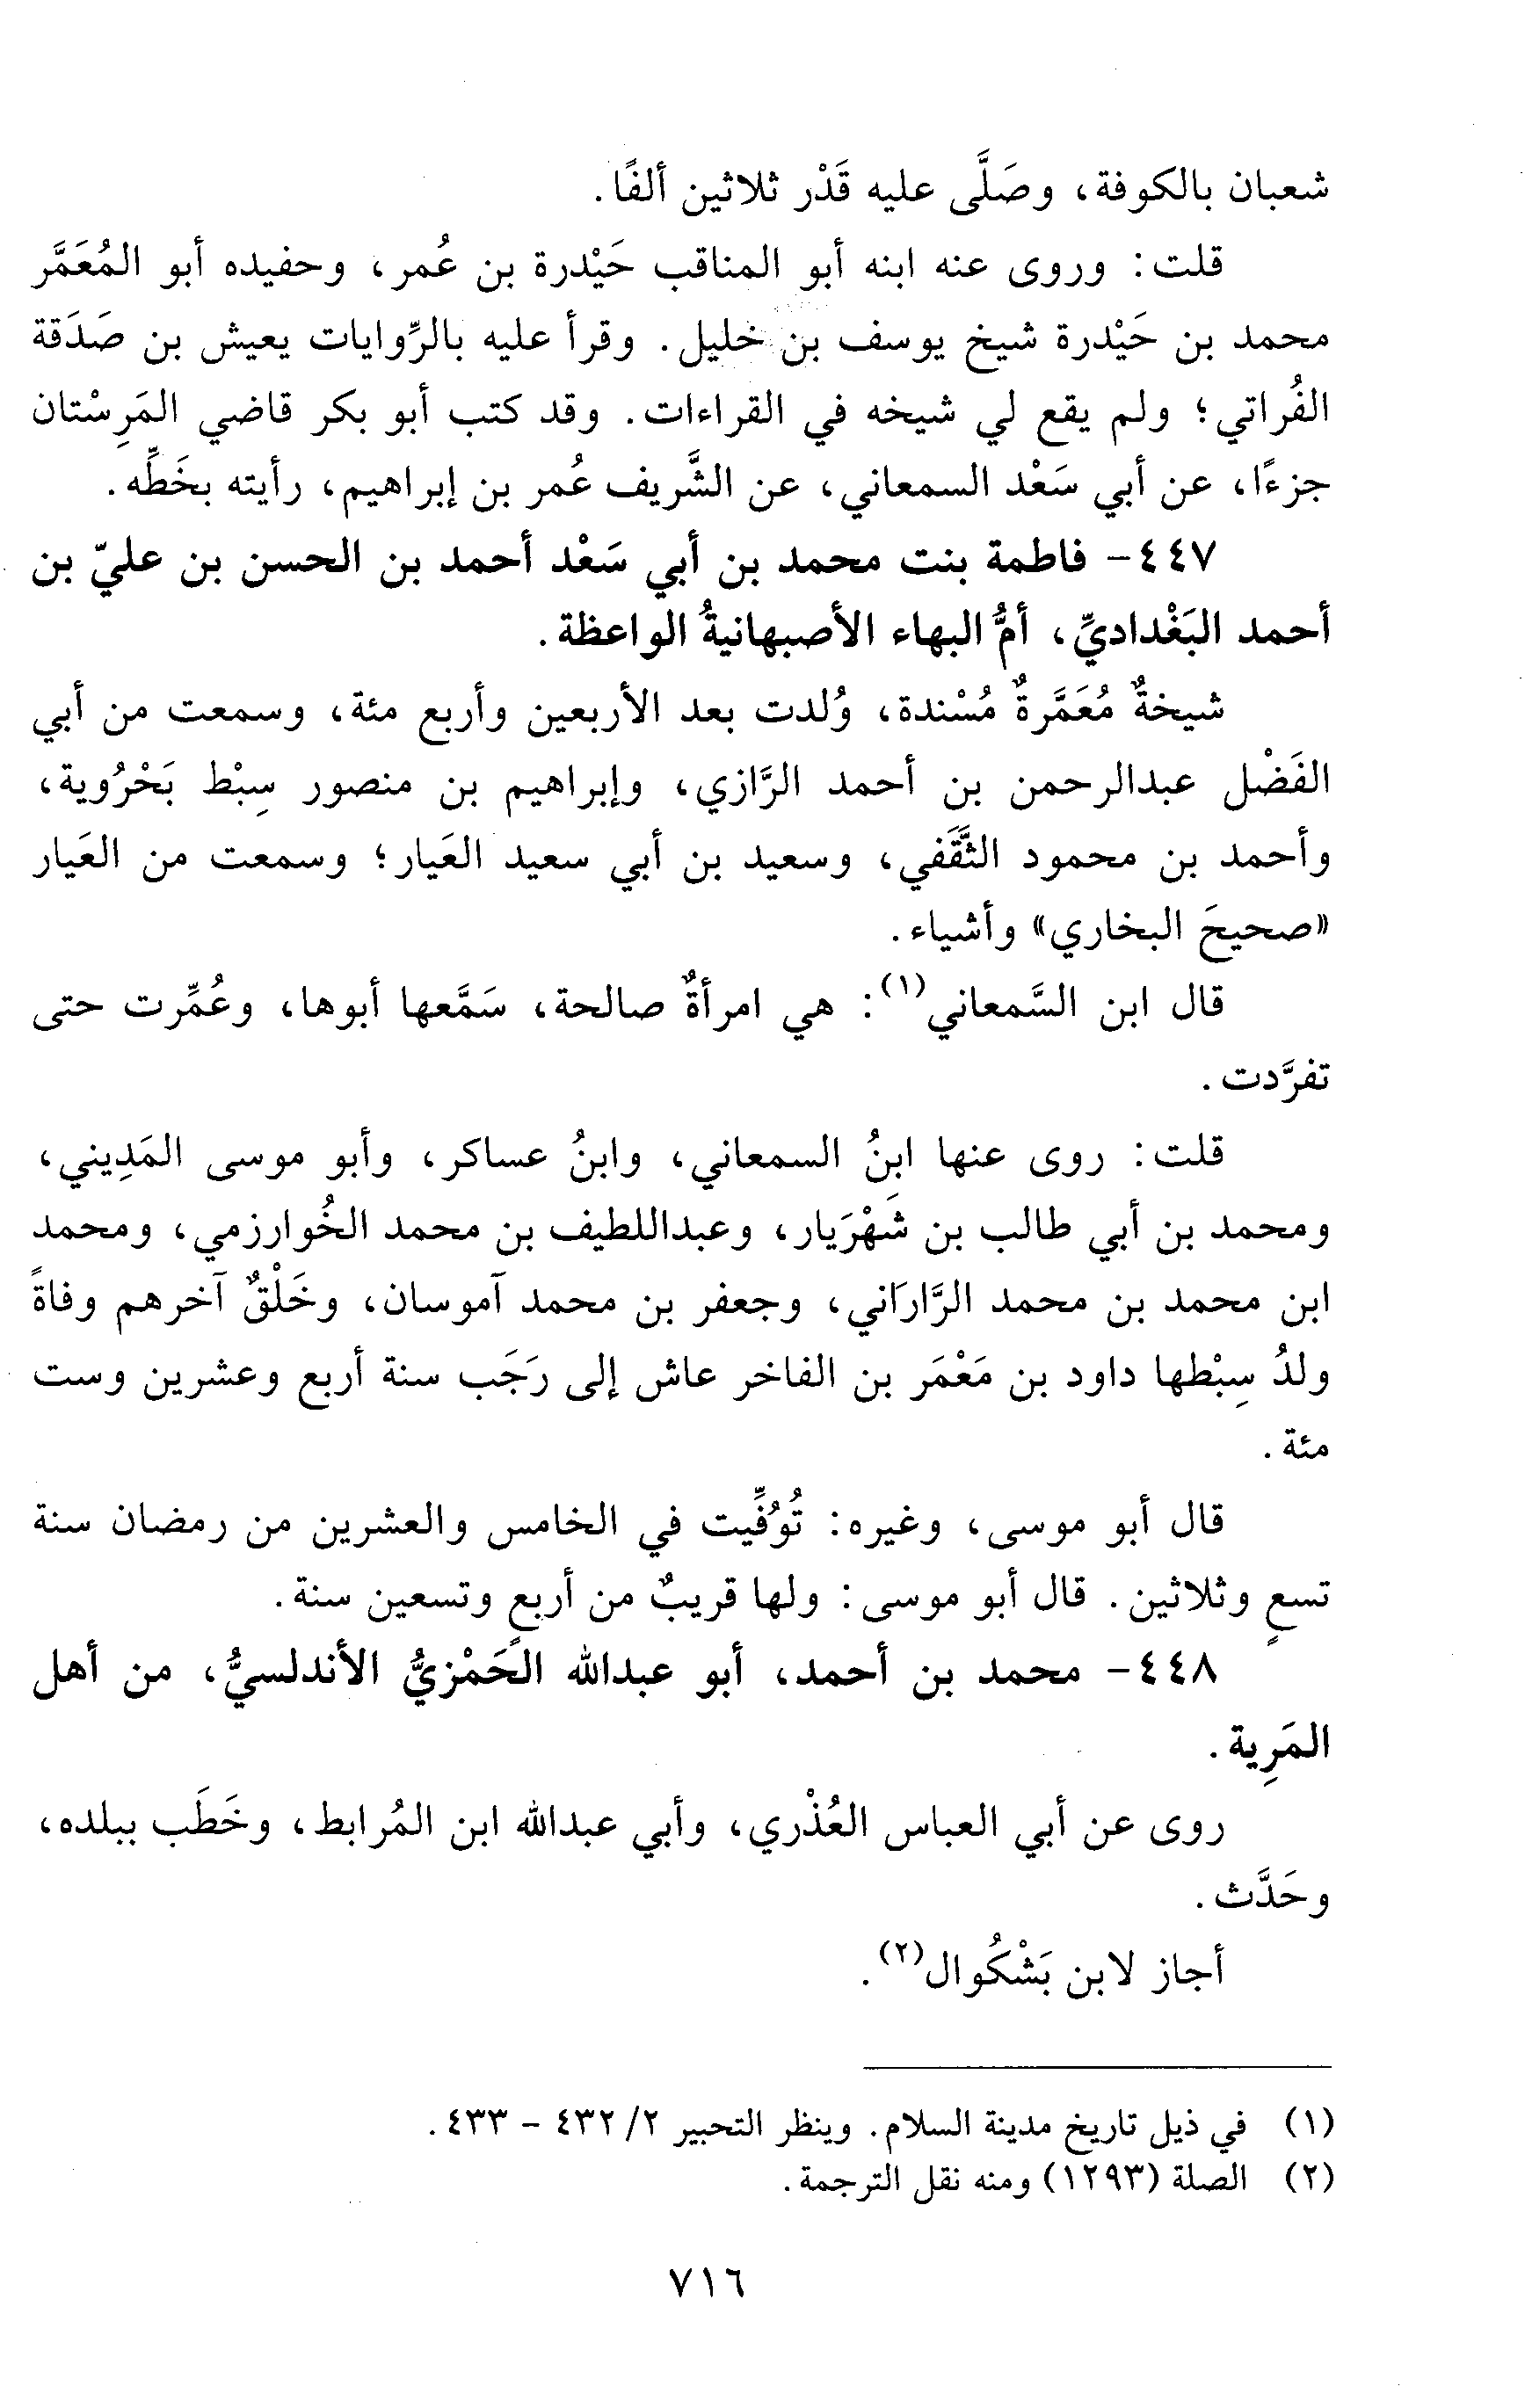 شعبان بالكوفة، وصَلَّى عليه قَدْر ثلاثين ألفًا.
قلت: وروى عنه ابنه أبو المناقب حَيْدرة بن عُمر، وحفيده أبو المُعَمَّر
محمد بن حَيْدرة شيخ يوسف بن خليل. وقرأ عليه بالرِّوايات يعيش بن صَدَقة
الفُراتي؛ ولم يقع لي شيخه في القراءات. وقد كتب أبو بكر قاضي المَرِسْتان
جزءًا، عن أبي سَعْد السمعاني، عن الشَّريف عُمر بن إبراهيم، رأيته بخَطِّه.
٤٤٧- فاطمة بنت محمد بن أبي سَعْد أحمد بن الحسن بن عليّ بن
أحمد البَغْداديِّ، أمُّ البهاء الأصبهانيةُ الواعظة.
شيخةٌ مُعَمَّرةٌ مُسْندة، وُلدت بعد الأربعين وأربع مئة، وسمعت من أبي
الفَضْل عبدالرحمن بن أحمد الرَّازي، وإبراهيم بن منصور سِبْط بَحْرُوية،
وأحمد بن محمود الثَّقَفي، وسعيد بن أبي سعيد العَيار؛ وسمعت من العَيار
«صحيحَ البخاري» وأشياء.
قال ابن السَّمعاني(١): هي امرأةٌ صالحة، سَمَّعها أبوها، وعُمِّرت حتى
تفرَّدت.
قلت: روى عنها ابنُ السمعاني، وابنُ عساكر، وأبو موسى المَدِيني،
ومحمد بن أبي طالب بن شَهْرَيار، وعبداللطيف بن محمد الخُوارزمي، ومحمد
ابن محمد بن محمد الرَّارَاني، وجعفر بن محمد آموسان، وخَلْقٌ آخرهم وفاةً
ولدُ سِبْطها داود بن مَعْمَر بن الفاخر عاش إلى رَجَب سنة أربع وعشرين وست
مئة.
قال أبو موسى، وغيره: تُوُفِّيت في الخامس والعشرين من رمضان سنة
تسعٍ وثلاثين. قال أبو موسى: ولها قريبٌ من أربعٍ وتسعين سنة.
٤٤٨- محمد بن أحمد، أبو عبدالله الحَمْزيُّ الأندلسيُّ، من أهل
المَرِية.
روى عن أبي العباس العُذْري، وأبي عبدالله ابن المُرابط، وخَطَب ببلده،
وحَدَّث.
أجاز لابن بَشْكُوال(٢).
(١) في ذيل تاريخ مدينة السلام. وينظر التحبير ٢/ ٤٣٢ - ٤٣٣.
(٢) الصلة (١٢٩٣) ومنه نقل الترجمة.
٧١٦